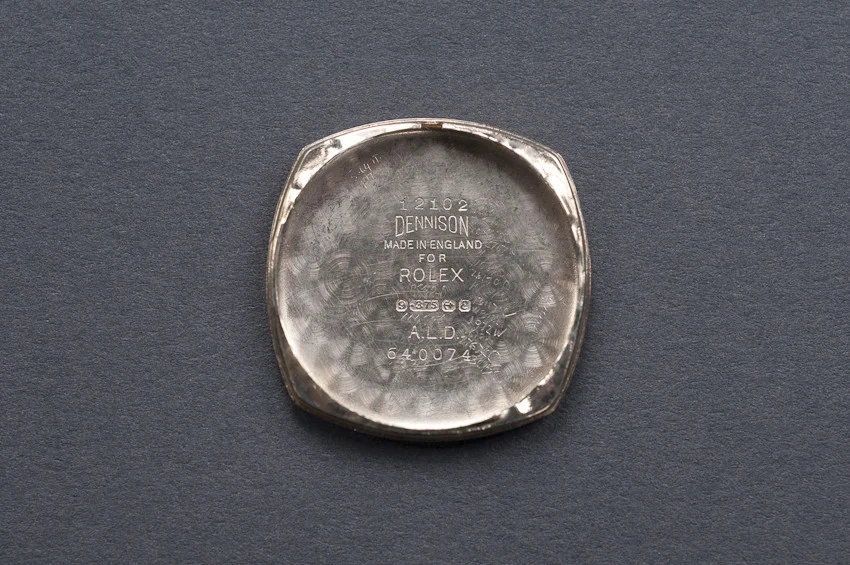 12102
DENNISON
MADE IN ENGLAND
FOR
ROLEX
9 .375
A.L.D.
640074